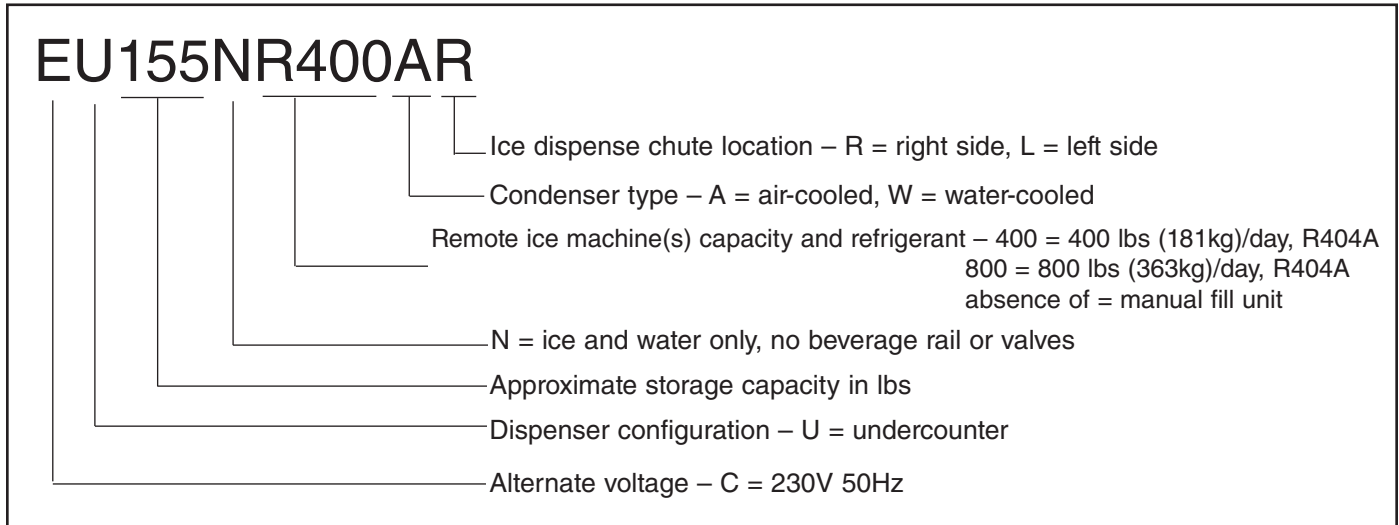 EU155NR400AR
Ice dispense chute location – R = right side, L = left side
Condenser type – A = air-cooled, W = water-cooled
Remote ice machine(s) capacity and refrigerant – 400 = 400 lbs (181kg)/day, R404A
800 = 800 lbs (363kg)/day, R404A
absence of = manual fill unit
N = ice and water only, no beverage rail or valves
Approximate storage capacity in lbs
Dispenser configuration – U = undercounter
Alternate voltage – C = 230V 50Hz